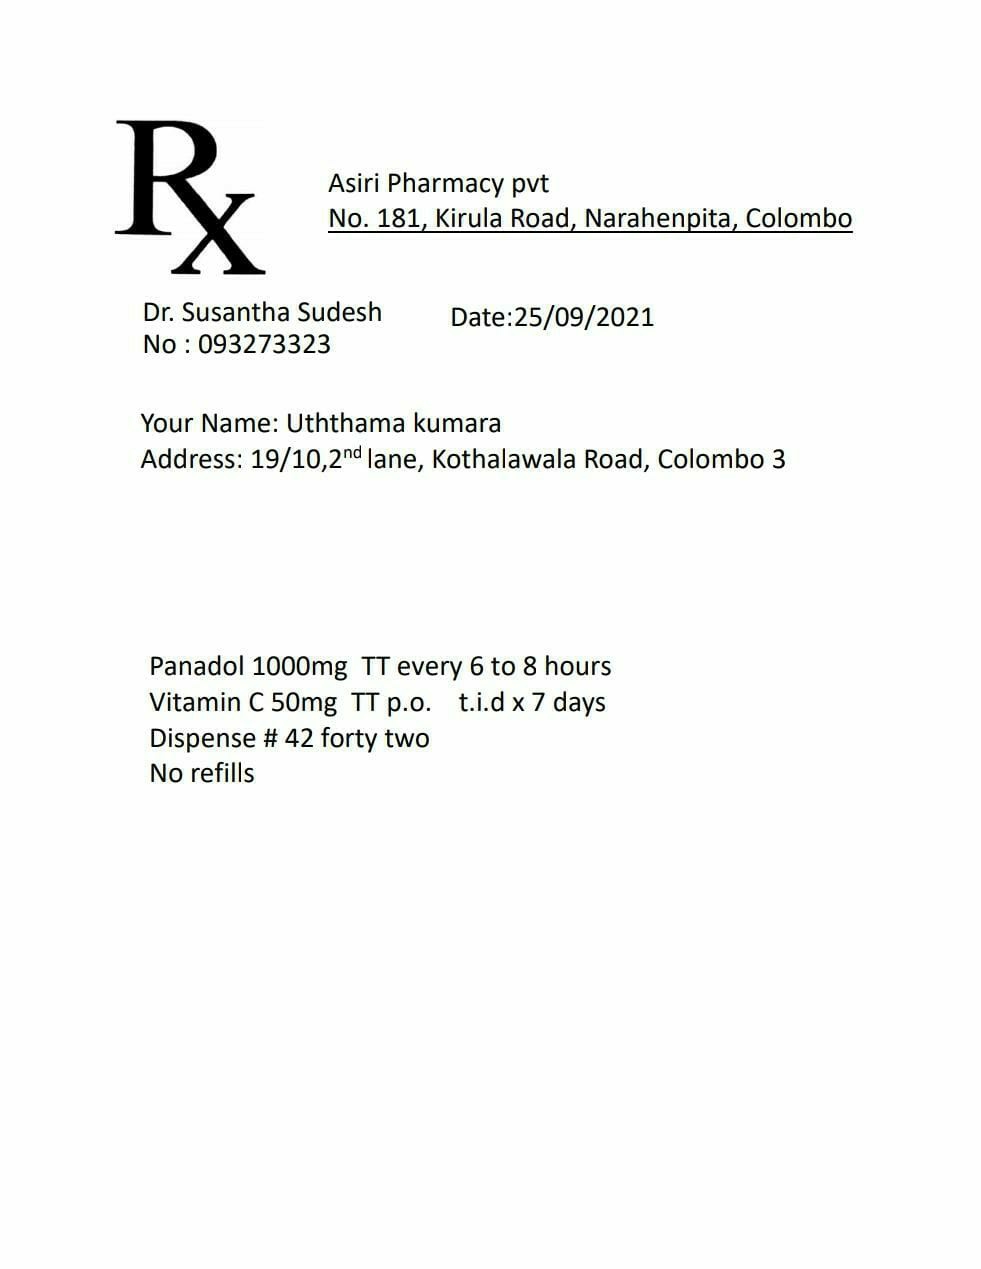 Rx
Asiri Pharmacy pvt
No. 181, Kirula Road, Narahenpita, Colombo
Dr. Susantha Sudesh Date:25/09/2021
No : 093273323
Your Name: Uththama kumara
Address: 19/10,2nd lane, Kothalawala Road, Colombo 3
Panadol 1000mg TT every 6 to 8 hours
Vitamin C 50mg TT p.o. t.i.d x 7 days
Dispense # 42 forty two
No refills